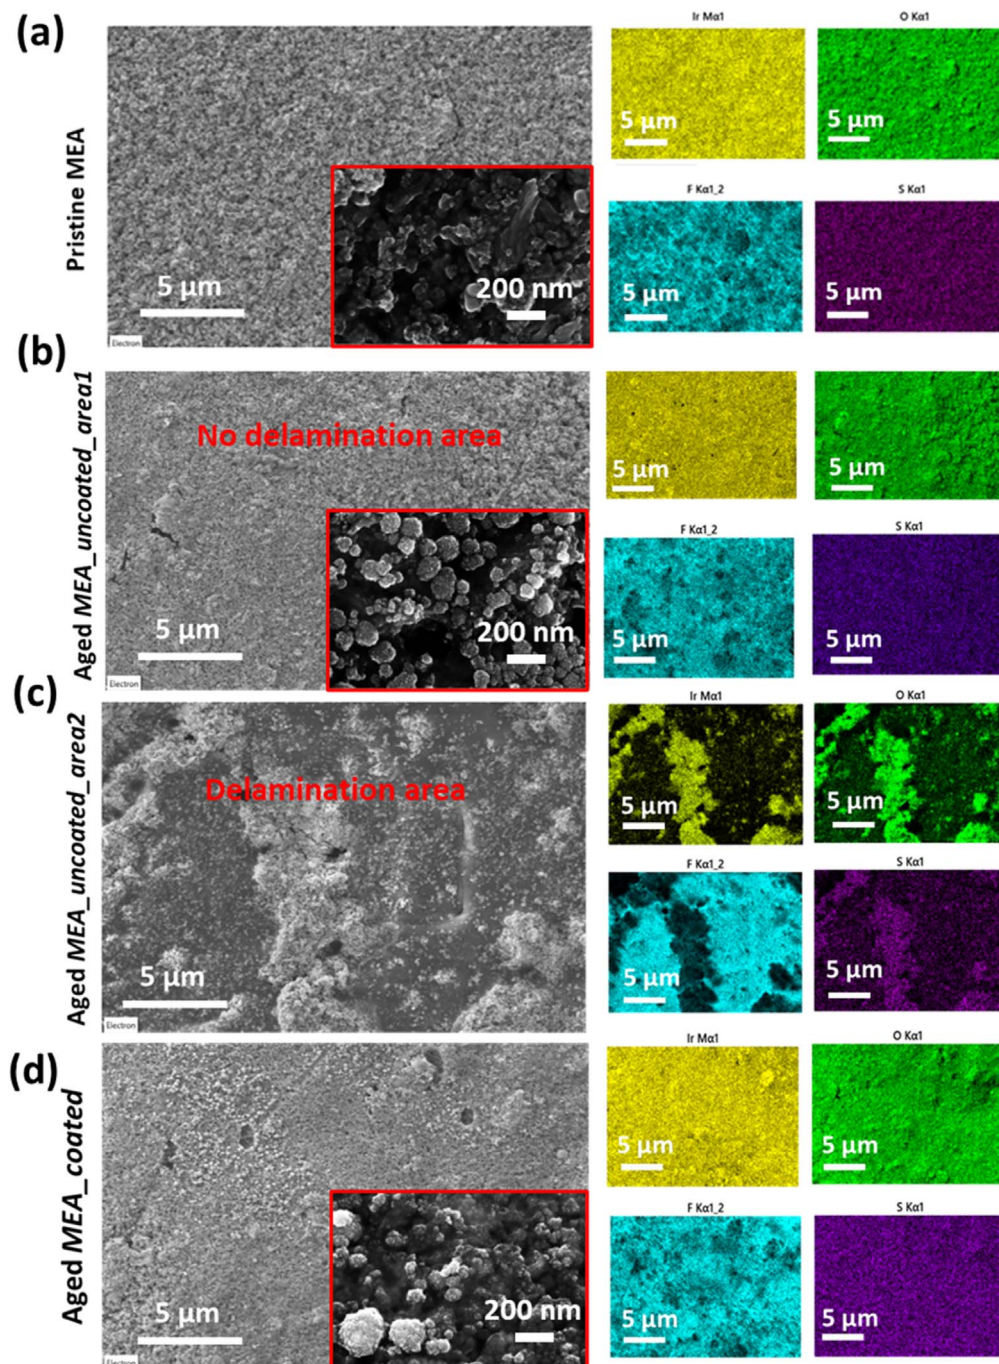 (a)
Pristine MEA
5 µm
200 nm
Electron
Ir Mα1
5 µm
O Kα1
5 µm
F Kα1_2
5 µm
S Kα1
5 µm
(b)
Aged MEA_uncoated_area1
No delamination area
5 µm
200 nm
Electron
5 µm
5 µm
F Kα1_2
5 µm
S Kα1
5 µm
(c)
Aged MEA_uncoated_area2
Delamination area
5 µm
Electron
Ir Mα1
5 µm
O Kα1
5 µm
F Kα1_2
5 µm
S Kα1
5 µm
(d)
Aged MEA_coated
5 µm
200 nm
Electron
Ir Mα1
5 µm
O Kα1
5 µm
F Kα1_2
5 µm
S Kα1
5 µm